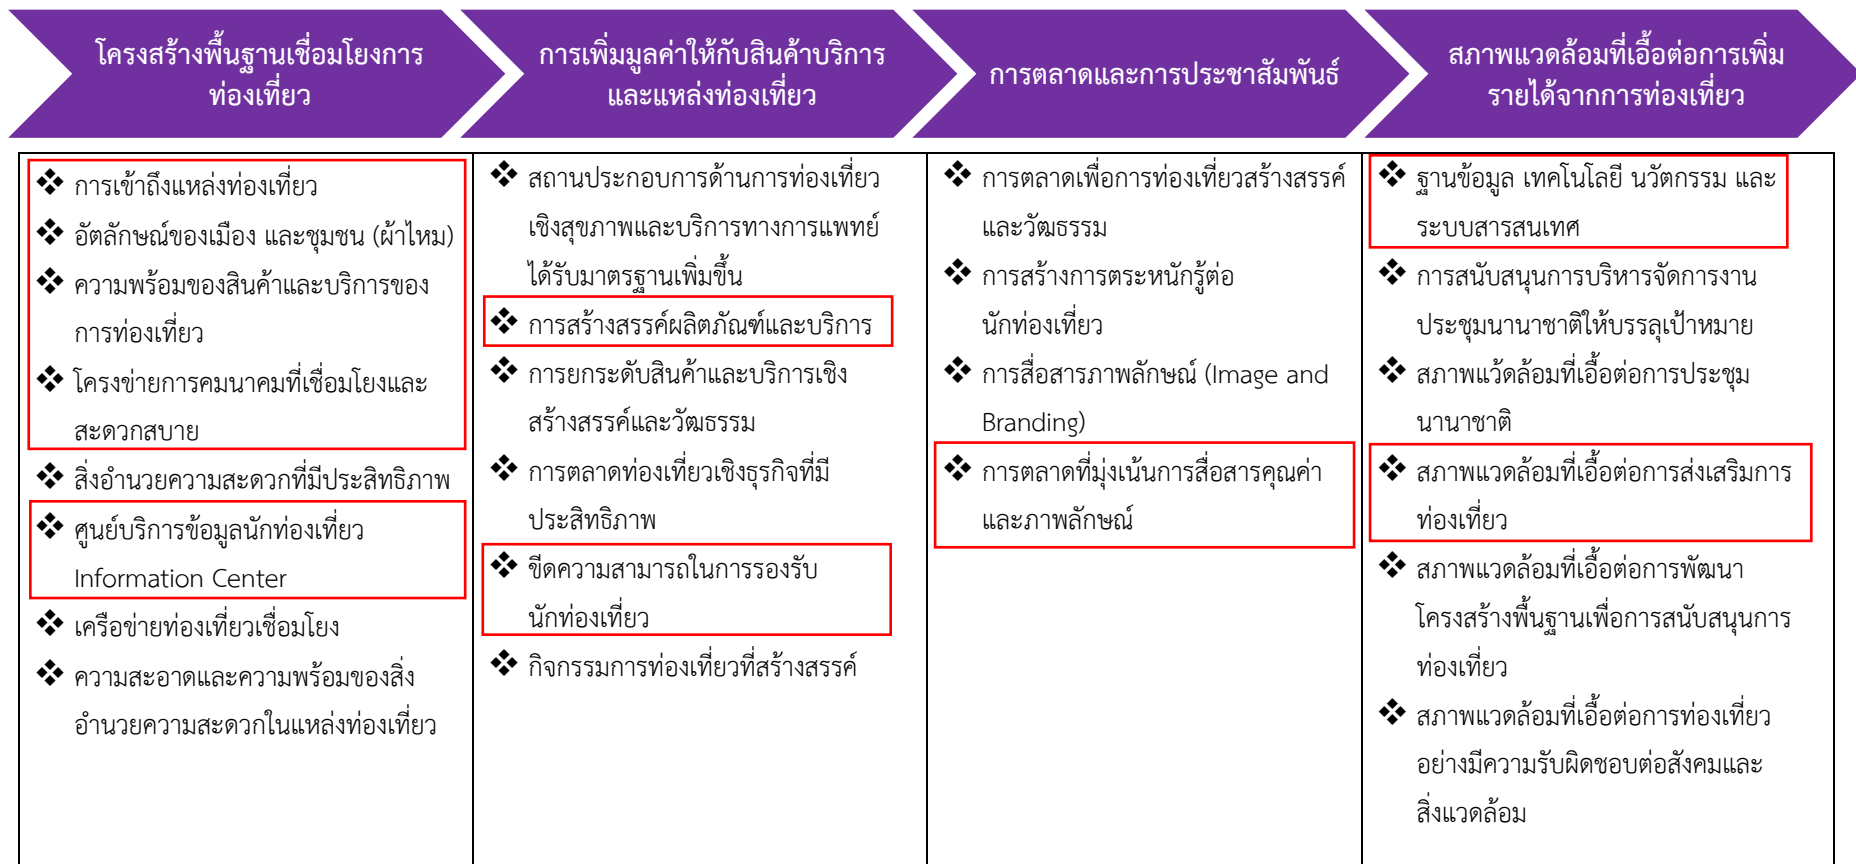 โครงสร้างพื้นฐานเชื่อมโยงการ
ท่องเที่ยว
การเพิ่มมูลค่าให้กับสินค้าบริการ
และแหล่งท่องเที่ยว
การตลาดและการประชาสัมพันธ์
สภาพแวดล้อมที่เอื้อต่อการเพิ่ม
รายได้จากการท่องเที่ยว
❖ การเข้าถึงแหล่งท่องเที่ยว
❖ อัตลักษณ์ของเมือง และชุมชน (ผ้าไหม)
❖ ความพร้อมของสินค้าและบริการของ
การท่องเที่ยว
❖ โครงข่ายการคมนาคมที่เชื่อมโยงและ
สะดวกสบาย
❖ สิ่งอำนวยความสะดวกที่มีประสิทธิภาพ
❖ ศูนย์บริการข้อมูลนักท่องเที่ยว
Information Center
❖ เครือข่ายท่องเที่ยวเชื่อมโยง
❖ ความสะอาดและความพร้อมของสิ่ง
อำนวยความสะดวกในแหล่งท่องเที่ยว
❖ สถานประกอบการด้านการท่องเที่ยว
เชิงสุขภาพและบริการทางการแพทย์
ได้รับมาตรฐานเพิ่มขึ้น
❖ การสร้างสรรค์ผลิตภัณฑ์และบริการ
❖ การยกระดับสินค้าและบริการเชิง
สร้างสรรค์และวัฒธรรม
❖ การตลาดท่องเที่ยวเชิงธุรกิจที่มี
ประสิทธิภาพ
❖ ขีดความสามารถในการรองรับ
นักท่องเที่ยว
❖ กิจกรรมการท่องเที่ยวที่สร้างสรรค์
❖ การตลาดเพื่อการท่องเที่ยวสร้างสรรค์
และวัฒธรรม
❖ การสร้างการตระหนักรู้ต่อ
นักท่องเที่ยว
❖ การสื่อสารภาพลักษณ์ (Image and
Branding)
❖ การตลาดที่มุ่งเน้นการสื่อสารคุณค่า
และภาพลักษณ์
❖ ฐานข้อมูล เทคโนโลยี นวัตกรรม และ
ระบบสารสนเทศ
❖ การสนับสนุนการบริหารจัดการงาน
ประชุมนานาชาติให้บรรลุเป้าหมาย
❖ สภาพแว้ดล้อมที่เอื้อต่อการประชุม
นานาชาติ
❖ สภาพแวดล้อมที่เอื้อต่อการส่งเสริมการ
ท่องเที่ยว
❖ สภาพแวดล้อมที่เอื้อต่อการพัฒนา
โครงสร้างพื้นฐานเพื่อการสนับสนุนการ
ท่องเที่ยว
❖ สภาพแวดล้อมที่เอื้อต่อการท่องเที่ยว
อย่างมีความรับผิดชอบต่อสังคมและ
สิ่งแวดล้อม